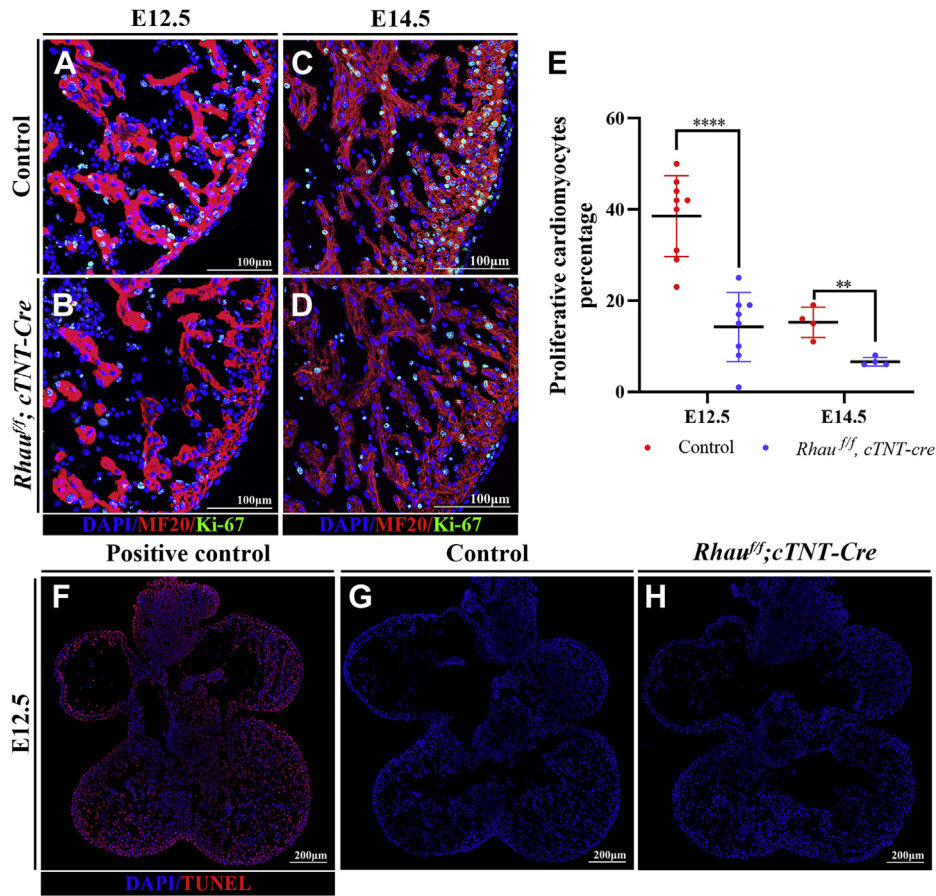 E12.5
E14.5
Control
Rhau^f/f; cTNT-Cre
A
C
B
D
100µm
100µm
100µm
100µm
DAPI/MF20/Ki-67
DAPI/MF20/Ki-67
E
Proliferative cardiomyocytes
percentage
60
40
20
0
****
**
E12.5
E14.5
Control
Rhau f/f, cTNT-cre
Positive control
Control
Rhau^f/f;cTNT-Cre
E12.5
F
G
H
200µm
200µm
200µm
DAPI/TUNEL